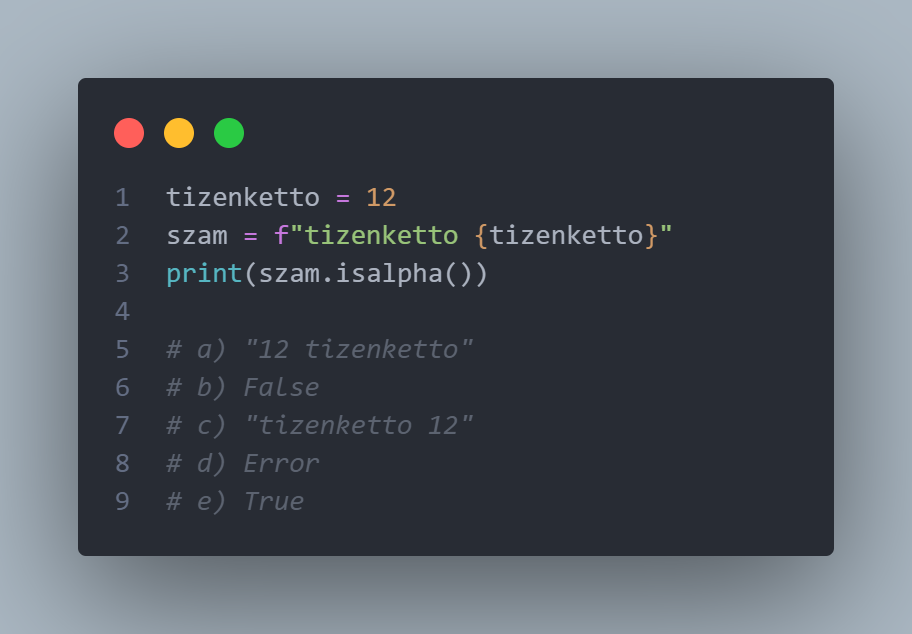 1 tizenketto = 12
2 szam = f"tizenketto {tizenketto}"
3 print(szam.isalpha())
4
5 # a) "12 tizenketto"
6 # b) False
7 # c) "tizenketto 12"
8 # d) Error
9 # e) True